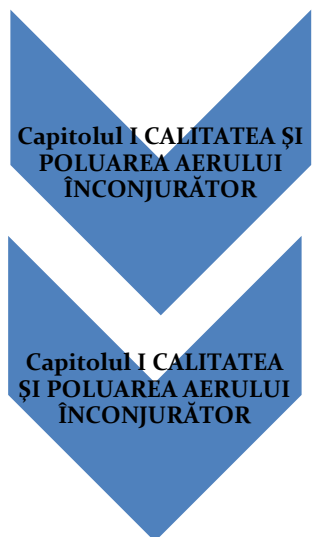 Capitolul I CALITATEA ȘI
POLUAREA AERULUI
ÎNCONJURĂTOR
Capitolul I CALITATEA
ȘI POLUAREA AERULUI
ÎNCONJURĂTOR